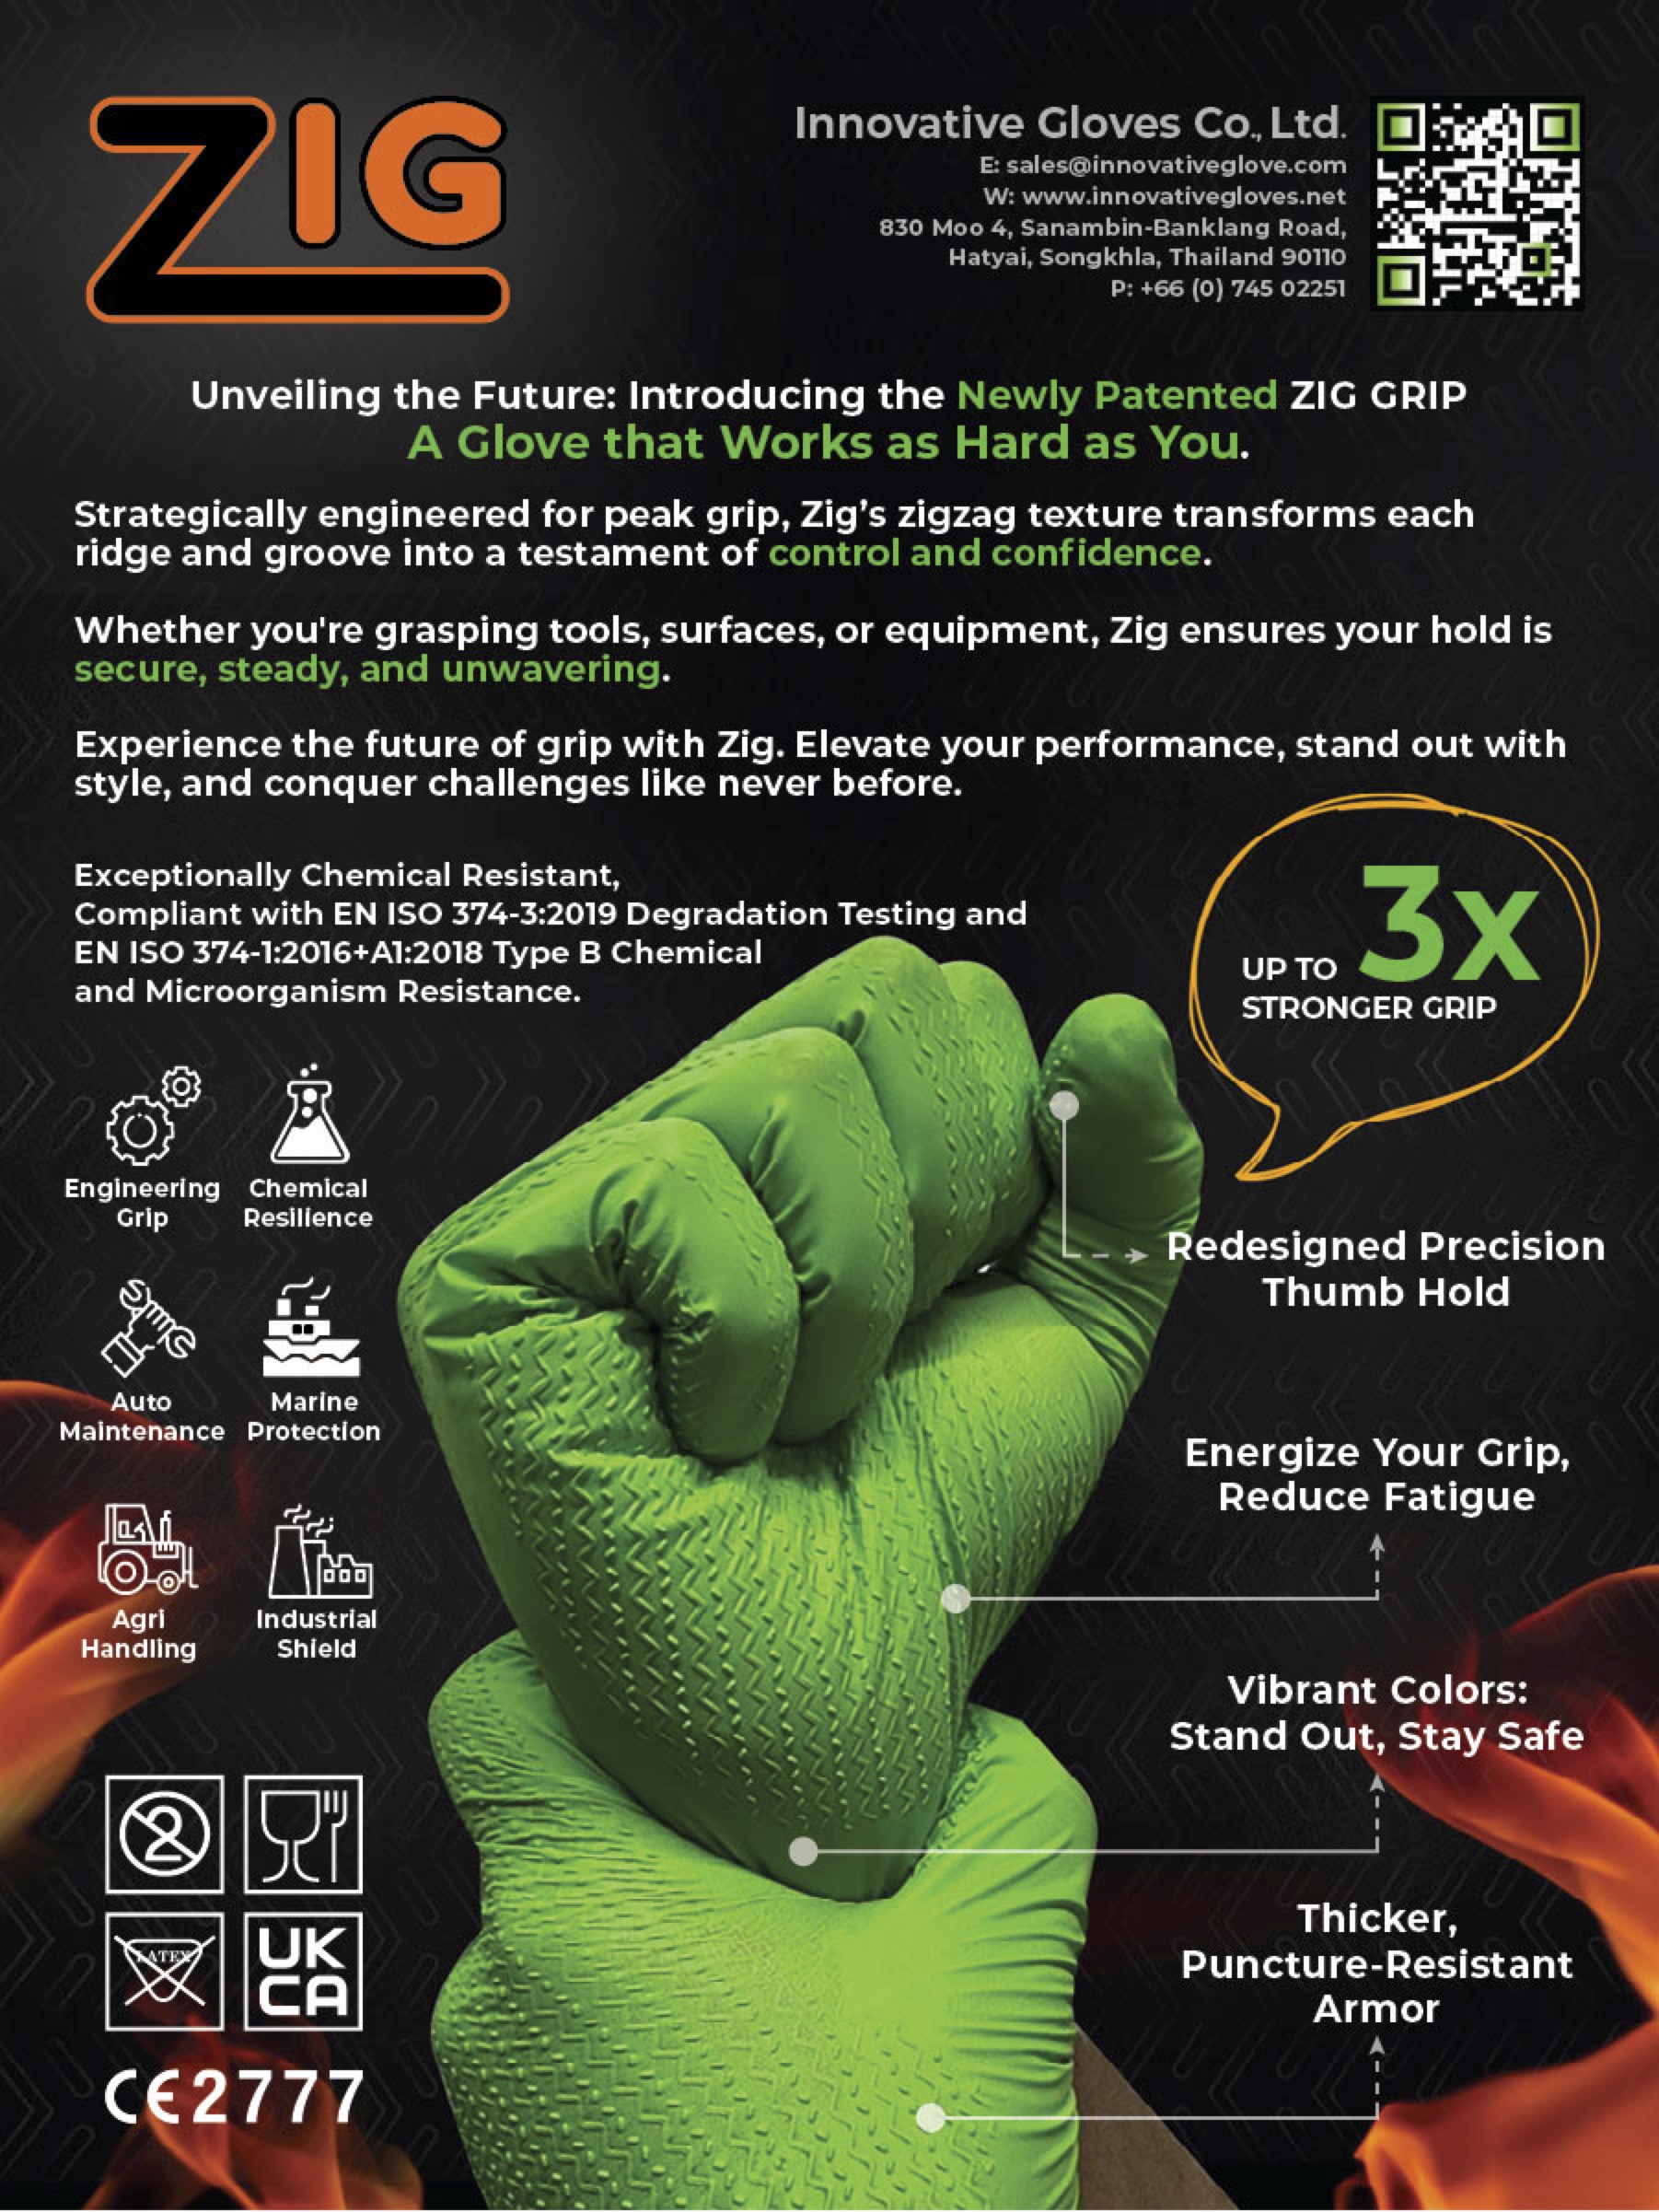 ZIG
Innovative Gloves Co., Ltd.
E: sales@innovativeglove.com
W: www.innovativegloves.net
830 Moo 4, Sanambin-Banklang Road,
Hatyai, Songkhla, Thailand 90110
P: +66 (0) 745 02251
Unveiling the Future: Introducing the Newly Patented ZIG GRIP
A Glove that Works as Hard as You.
Strategically engineered for peak grip, Zig's zigzag texture transforms each
ridge and groove into a testament of control and confidence.
Whether you're grasping tools, surfaces, or equipment, Zig ensures your hold is
secure, steady, and unwavering.
Experience the future of grip with Zig. Elevate your performance, stand out with
style, and conquer challenges like never before.
Exceptionally Chemical Resistant,
Compliant with EN ISO 374-3:2019 Degradation Testing and
EN ISO 374-1:2016+A1:2018 Type B Chemical
and Microorganism Resistance.
UP TO 3x
STRONGER GRIP
Engineering
Grip
Chemical
Resilience
Auto
Maintenance
Marine
Protection
Agri
Handling
Industrial
Shield
Redesigned Precision
Thumb Hold
Energize Your Grip,
Reduce Fatigue
Vibrant Colors:
Stand Out, Stay Safe
Thicker,
Puncture-Resistant
Armor
2
LATEX
UK
CA
CE2777